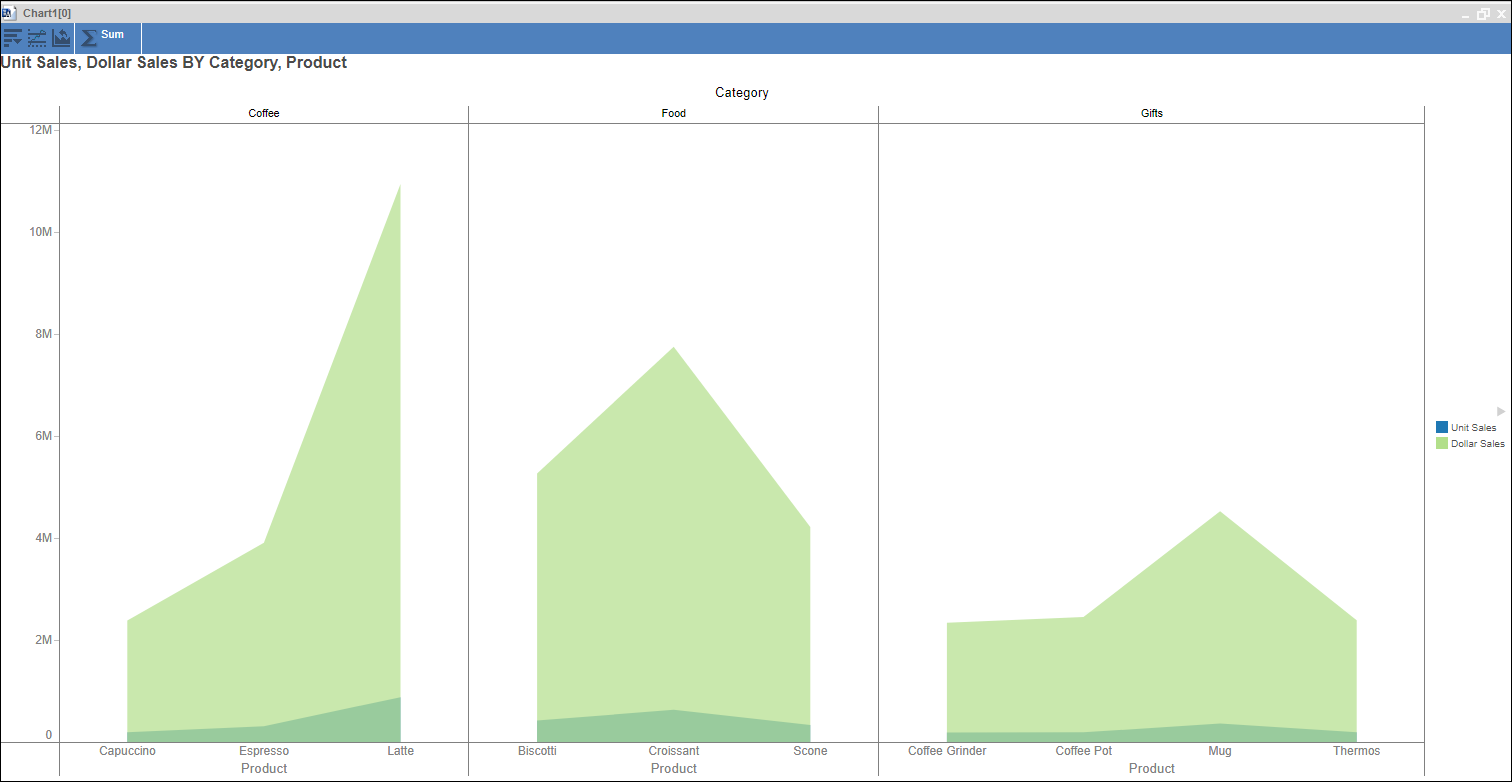 Chart1[0]
Sum
Unit Sales, Dollar Sales BY Category, Product
Category
Coffee Food Gifts
12M
10M
8M
6M
4M
2M
0
Unit Sales
Dollar Sales
Capuccino Espresso Latte Biscotti Croissant Scone Coffee Grinder Coffee Pot Mug Thermos
Product Product Product